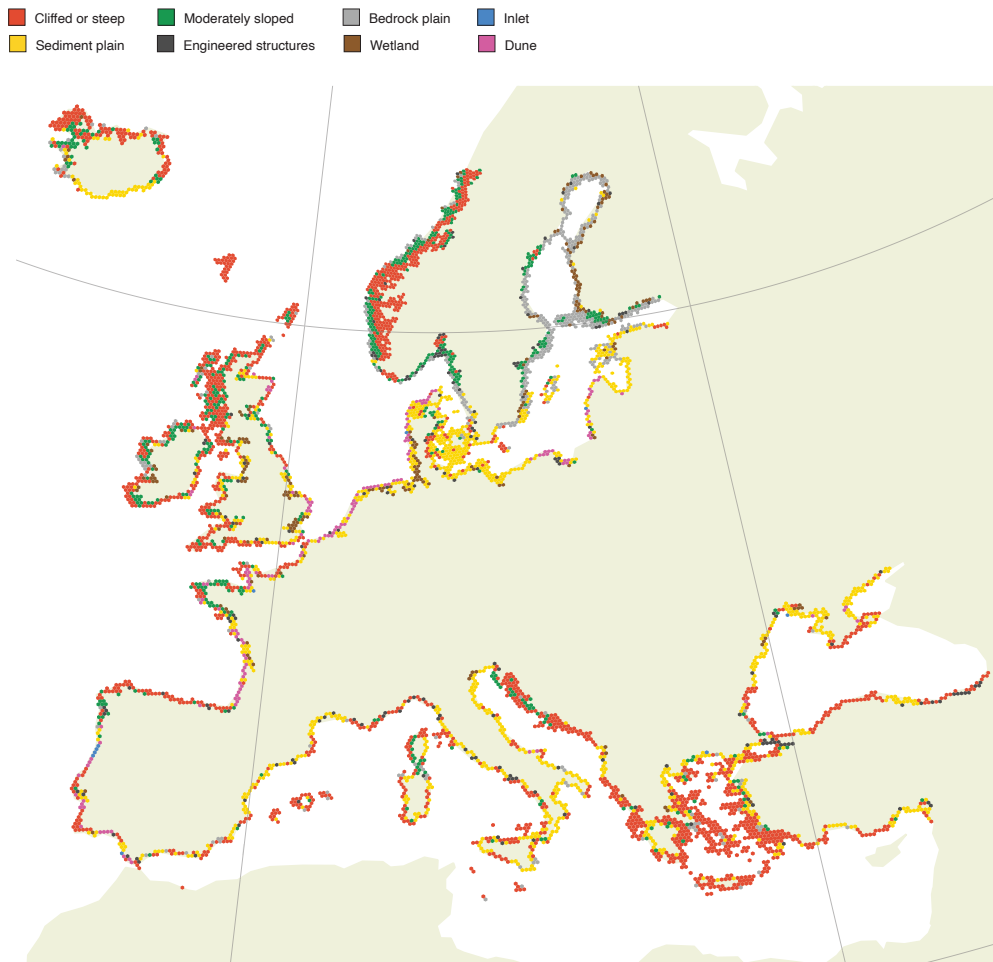 Cliffed or steep Moderately sloped Bedrock plain Inlet
Sediment plain Engineered structures Wetland Dune